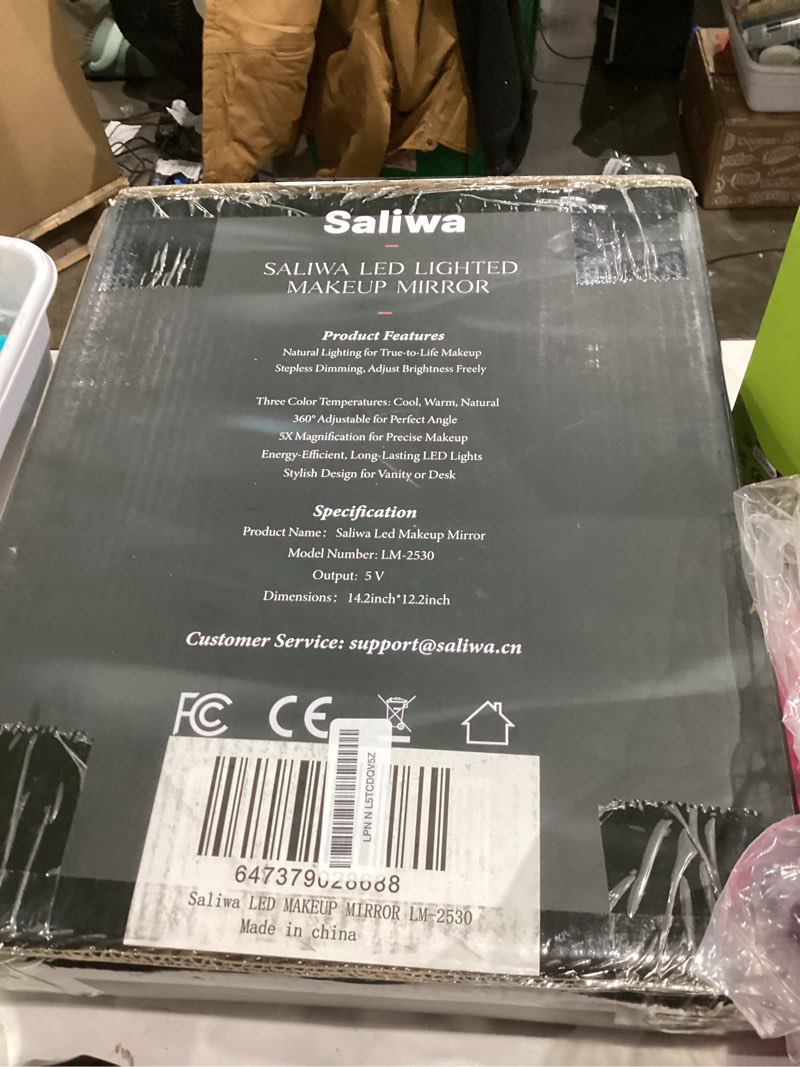 Saliwa
SALIWA LED LIGHTED
MAKEUP MIRROR
Product Features
Natural Lighting for True-to-Life Makeup
Stepless Dimming, Adjust Brightness Freely
Three Color Temperatures: Cool, Warm, Natural
360° Adjustable for Perfect Angle
5X Magnification for Precise Makeup
Energy-Efficient, Long-Lasting LED Lights
Stylish Design for Vanity or Desk
Specification
Product Name: Saliwa Led Makeup Mirror
Model Number: LM-2530
Output: 5 V
Dimensions: 14.2inch*12.2inch
Customer Service: support@saliwa.cn
FC CE
LPN N L5TCDQV5Z
647379028688
Saliwa LED MAKEUP MIRROR LM-2530
Made in china